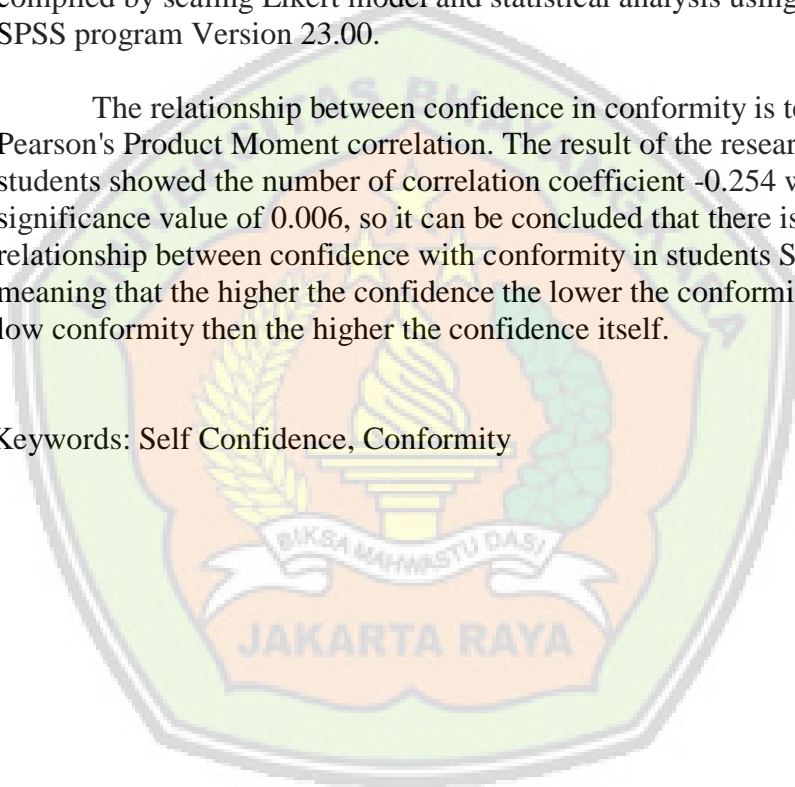 compiled by scaling Likert model and statistical analysis using
SPSS program Version 23.00.
The relationship between confidence in conformity is
Pearson's Product Moment correlation. The result of the
students showed the number of correlation coefficient -0.254
significance value of 0.006, so it can be concluded that there is
relationship between confidence with conformity in students
meaning that the higher the confidence the lower the
low conformity then the higher the confidence itself.
Keywords: Self Confidence, Conformity
UNIVERSITAS BHAYANGKARA
BIKSA MAHWASTU DASI
JAKARTA RAYA